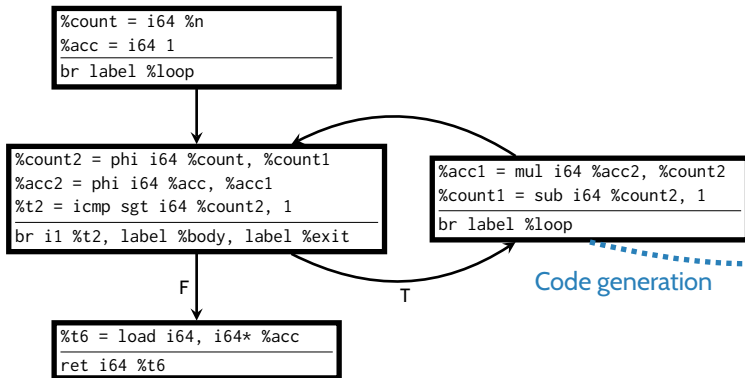 %count = i64 %n
%acc = i64 1
br label %loop
%count2 = phi i64 %count, %count1
%acc2 = phi i64 %acc, %acc1
%t2 = icmp sgt i64 %count2, 1
br i1 %t2, label %body, label %exit
%acc1 = mul i64 %acc2, %count2
%count1 = sub i64 %count2, 1
br label %loop
Code generation
F
T
%t6 = load i64, i64* %acc
ret i64 %t6